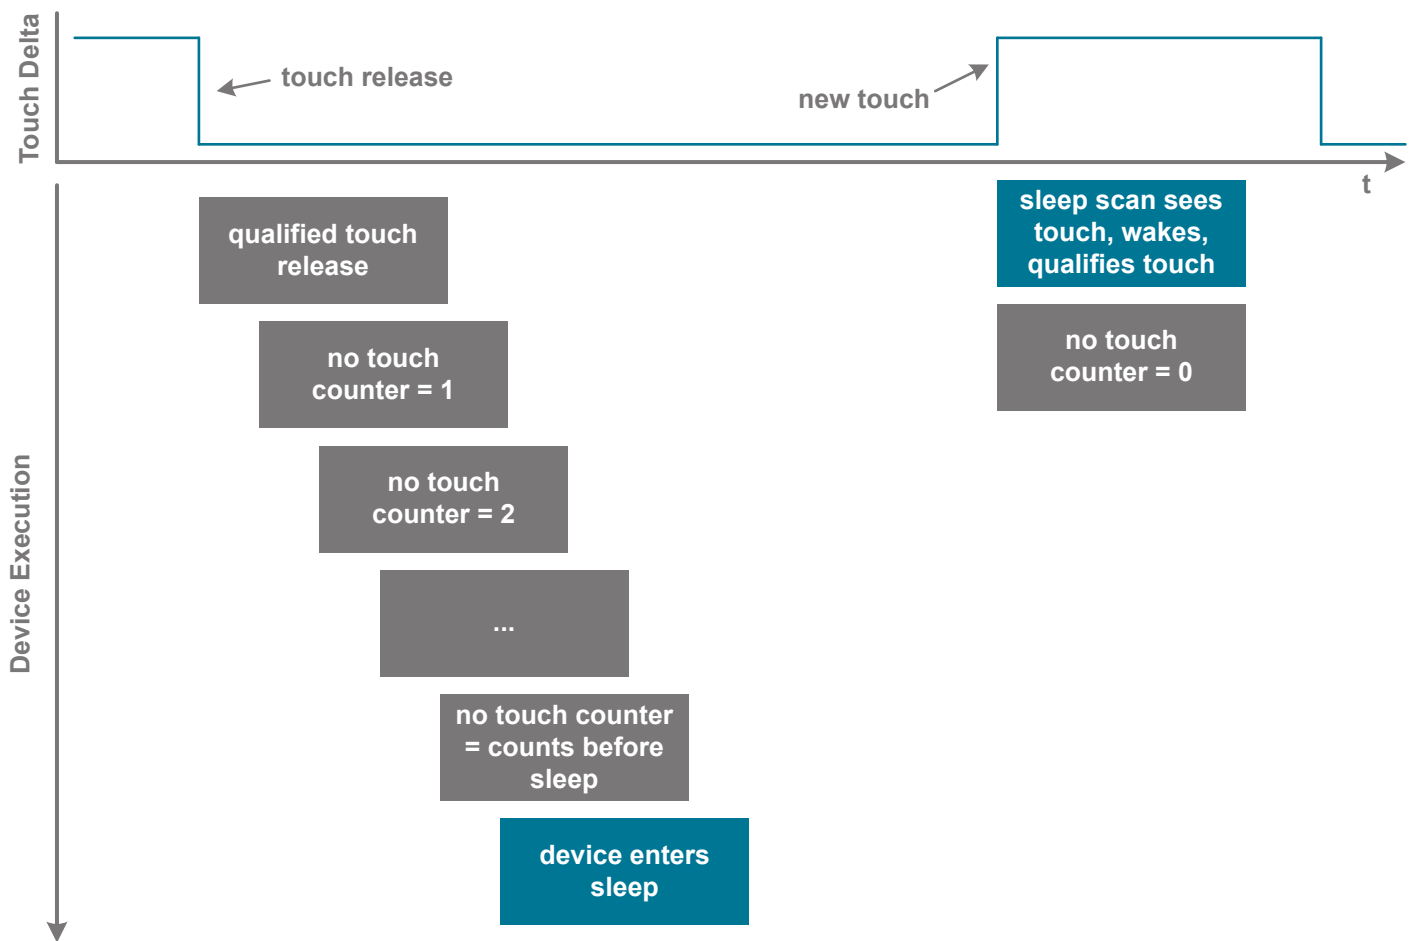 Touch Delta
touch release
new touch
t
Device Execution
qualified touch
release
no touch
counter = 1
no touch
counter = 2
...
no touch counter
= counts before
sleep
device enters
sleep
sleep scan sees
touch, wakes,
qualifies touch
no touch
counter = 0